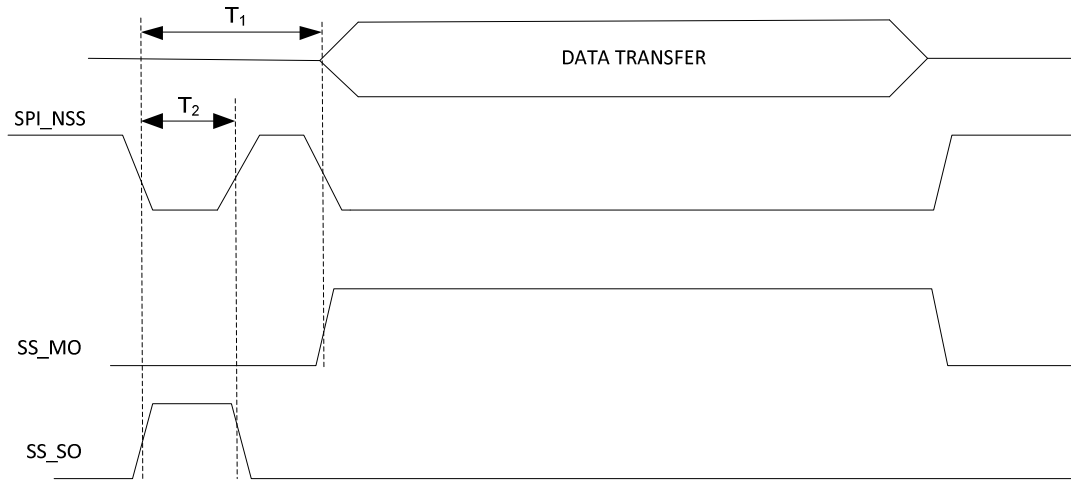 T₁
DATA TRANSFER
T₂
SPI_NSS
SS_MO
SS_SO